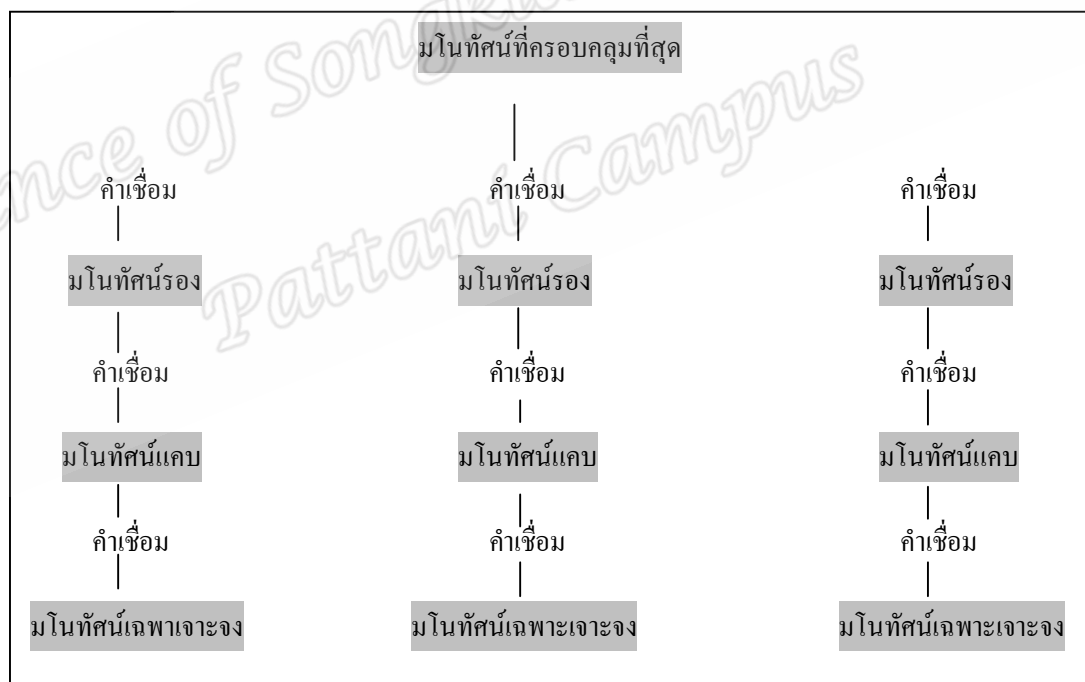 มโนทัศน์ที่ครอบคลุมที่สุด
คำเชื่อม คำเชื่อม คำเชื่อม
มโนทัศน์รอง มโนทัศน์รอง มโนทัศน์รอง
คำเชื่อม คำเชื่อม คำเชื่อม
มโนทัศน์แคบ มโนทัศน์แคบ มโนทัศน์แคบ
คำเชื่อม คำเชื่อม คำเชื่อม
มโนทัศน์เฉพาเจาะจง มโนทัศน์เฉพาะเจาะจง มโนทัศน์เฉพาะเจาะจง
of
Pattani Campus